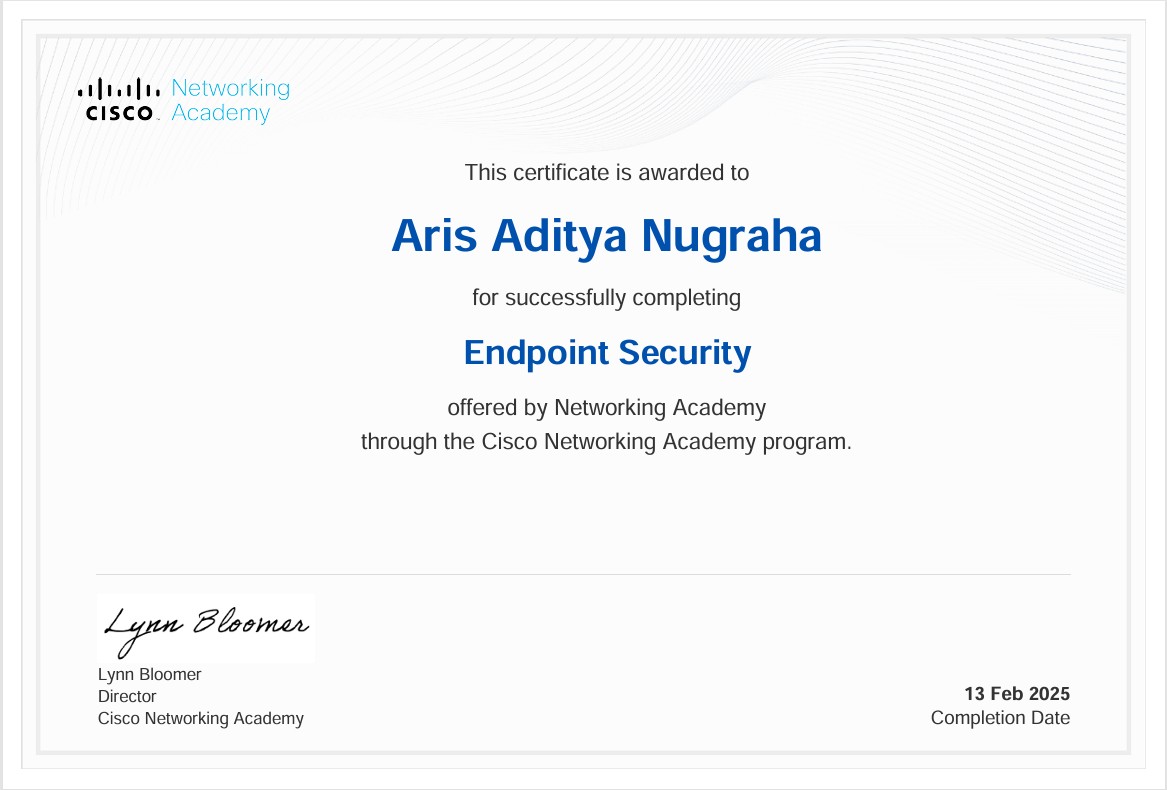 Networking
CISCO Academy
This certificate is awarded to
Aris Aditya Nugraha
for successfully completing
Endpoint Security
offered by Networking Academy
through the Cisco Networking Academy program.
Lynn Bloomer
Lynn Bloomer
Director
Cisco Networking Academy
13 Feb 2025
Completion Date